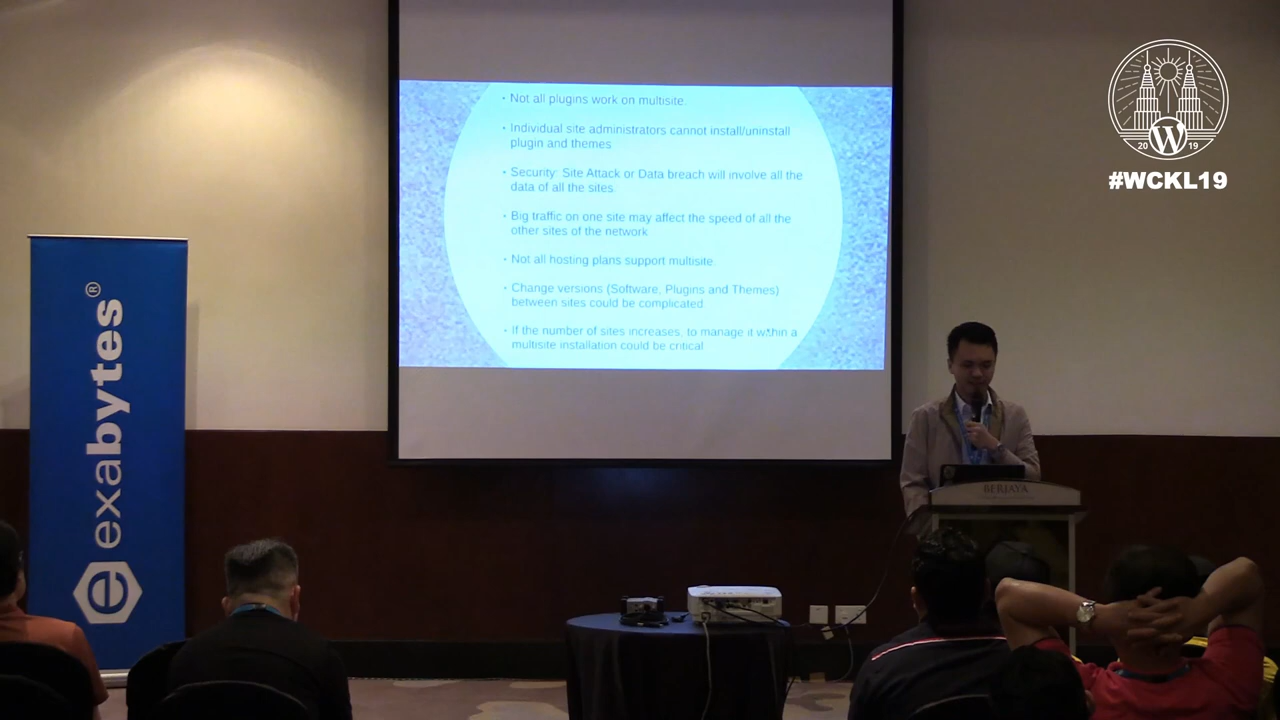 • Not all plugins work on multisite.
• Individual site administrators cannot install/uninstall
plugin and themes
• Security: Site Attack or Data breach will involve all the
data of all the sites.
• Big traffic on one site may affect the speed of all the
other sites of the network
• Not all hosting plans support multisite.
• Change versions (Software, Plugins and Themes)
between sites could be complicated
• If the number of sites increases, to manage it within a
multisite installation could be critical
20 W 19
#WCKL19
exabytes®
BERJAYA